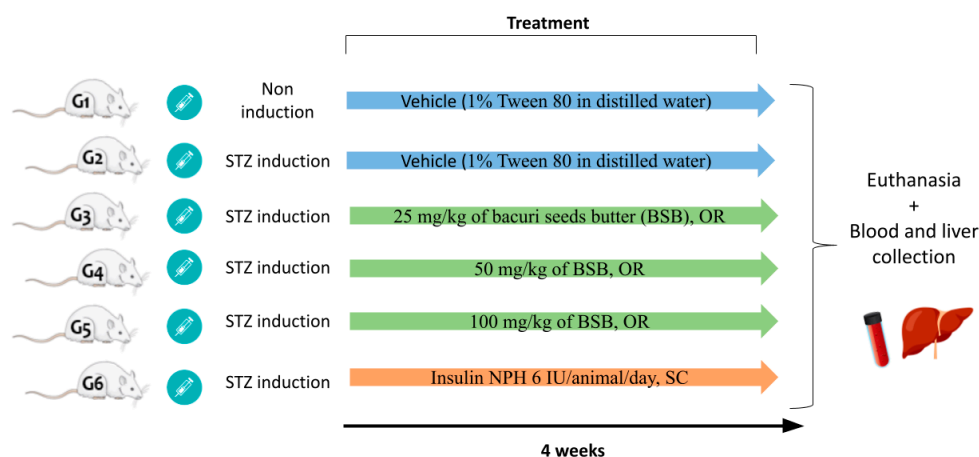 Treatment
G1
Non
induction
Vehicle (1% Tween 80 in distilled water)
G2
STZ induction
Vehicle (1% Tween 80 in distilled water)
G3
STZ induction
25 mg/kg of bacuri seeds butter (BSB), OR
G4
STZ induction
50 mg/kg of BSB, OR
G5
STZ induction
100 mg/kg of BSB, OR
G6
STZ induction
Insulin NPH 6 IU/animal/day, SC
Euthanasia
+
Blood and liver
collection
4 weeks